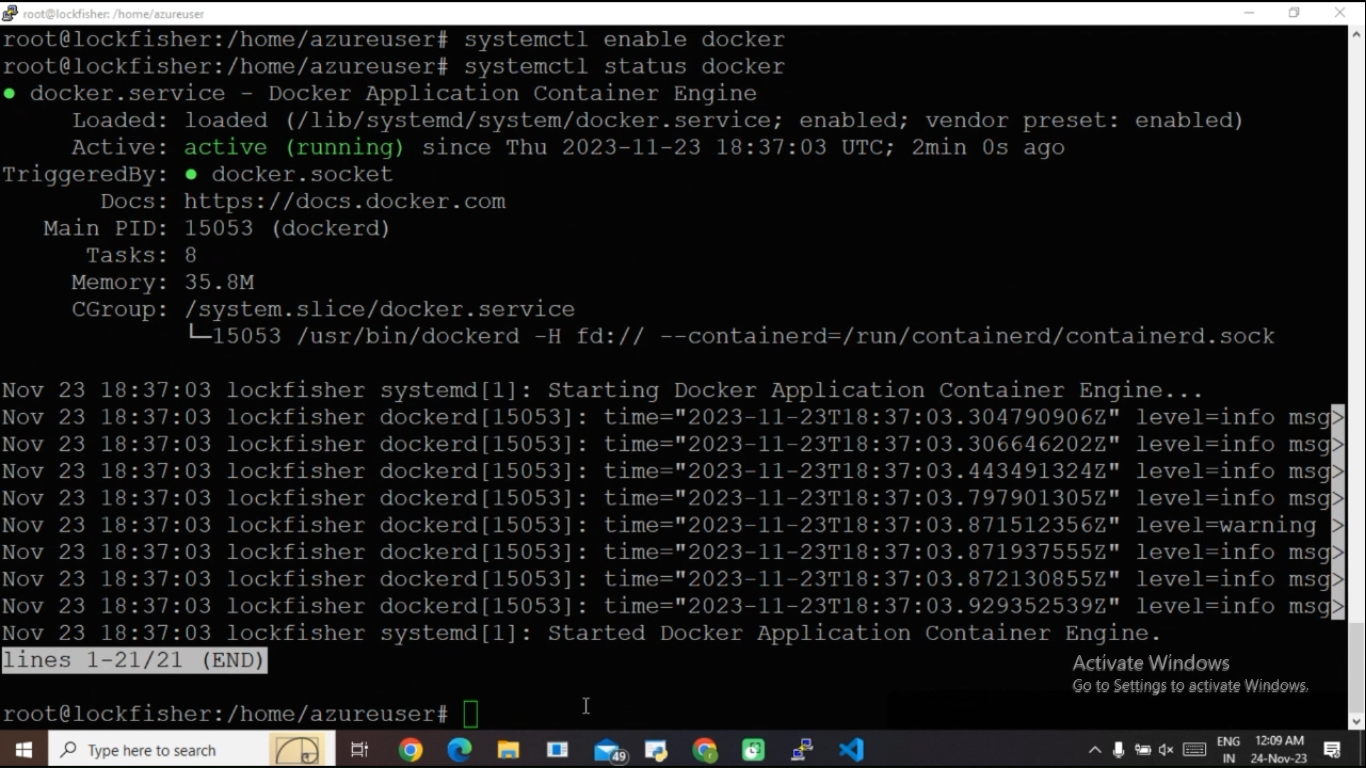 root@lockfisher: /home/azureuser
root@lockfisher:/home/azureuser# systemctl enable docker
root@lockfisher:/home/azureuser# systemctl status docker
● docker.service - Docker Application Container Engine
Loaded: loaded (/lib/systemd/system/docker.service; enabled; vendor preset: enabled)
Active: active (running) since Thu 2023-11-23 18:37:03 UTC; 2min 0s ago
TriggeredBy: ● docker.socket
Docs: https://docs.docker.com
Main PID: 15053 (dockerd)
Tasks: 8
Memory: 35.8M
CGroup: /system.slice/docker.service
└─15053 /usr/bin/dockerd -H fd:// --containerd=/run/containerd/containerd.sock
Nov 23 18:37:03 lockfisher systemd[1]: Starting Docker Application Container Engine...
Nov 23 18:37:03 lockfisher dockerd[15053]: time="2023-11-23T18:37:03.304790906Z" level=info msg>
Nov 23 18:37:03 lockfisher dockerd[15053]: time="2023-11-23T18:37:03.306646202Z" level=info msg>
Nov 23 18:37:03 lockfisher dockerd[15053]: time="2023-11-23T18:37:03.443491324Z" level=info msg>
Nov 23 18:37:03 lockfisher dockerd[15053]: time="2023-11-23T18:37:03.797901305Z" level=info msg>
Nov 23 18:37:03 lockfisher dockerd[15053]: time="2023-11-23T18:37:03.871512356Z" level=warning >
Nov 23 18:37:03 lockfisher dockerd[15053]: time="2023-11-23T18:37:03.871937555Z" level=info msg>
Nov 23 18:37:03 lockfisher dockerd[15053]: time="2023-11-23T18:37:03.872130855Z" level=info msg>
Nov 23 18:37:03 lockfisher dockerd[15053]: time="2023-11-23T18:37:03.929352539Z" level=info msg>
Nov 23 18:37:03 lockfisher systemd[1]: Started Docker Application Container Engine.
lines 1-21/21 (END)
Activate Windows
Go to Settings to activate Windows.
root@lockfisher:/home/azureuser#
Type here to search
49
ENG
IN
12:09 AM
24-Nov-23